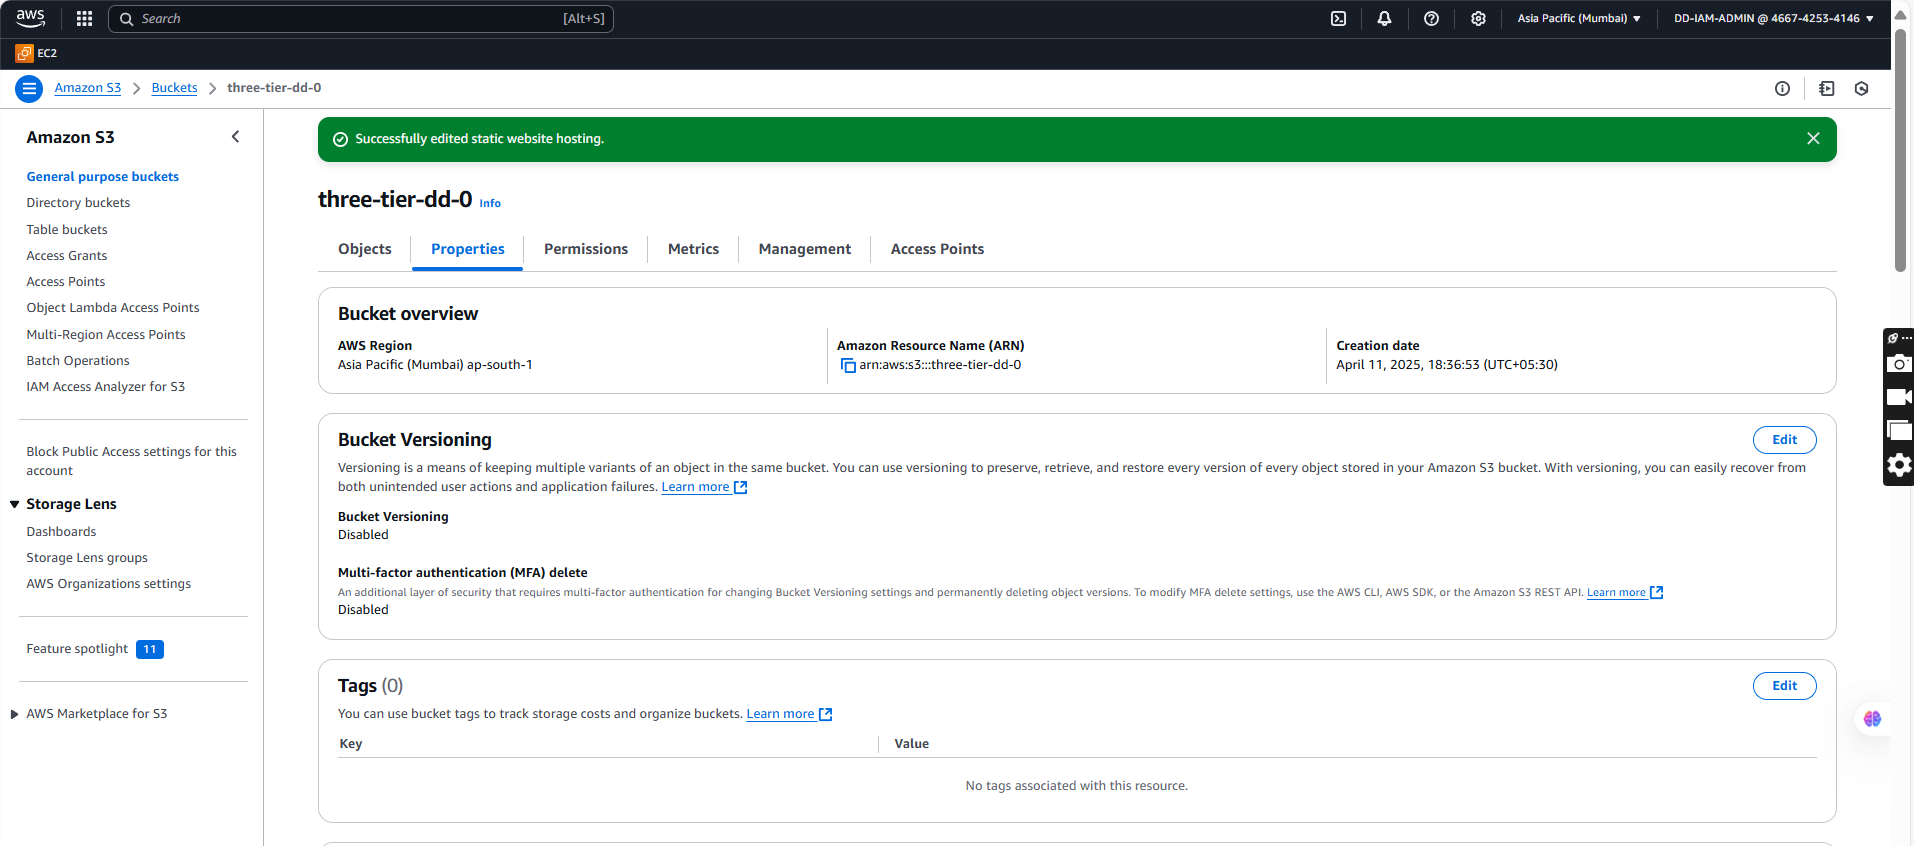 aws
Search [Alt+S]
Asia Pacific (Mumbai) ▼
DD-IAM-ADMIN @ 4667-4253-4146 ▼
EC2
Amazon S3 > Buckets > three-tier-dd-0
Amazon S3
General purpose buckets
Directory buckets
Table buckets
Access Grants
Access Points
Object Lambda Access Points
Multi-Region Access Points
Batch Operations
IAM Access Analyzer for S3
Block Public Access settings for this
account
Storage Lens
Dashboards
Storage Lens groups
AWS Organizations settings
Feature spotlight 11
AWS Marketplace for S3
Successfully edited static website hosting.
three-tier-dd-0 Info
Objects Properties Permissions Metrics Management Access Points
Bucket overview
AWS Region
Asia Pacific (Mumbai) ap-south-1
Amazon Resource Name (ARN)
arn:aws:s3:::three-tier-dd-0
Creation date
April 11, 2025, 18:36:53 (UTC+05:30)
Bucket Versioning Edit
Versioning is a means of keeping multiple variants of an object in the same bucket. You can use versioning to preserve, retrieve, and restore every version of every object stored in your Amazon S3 bucket. With versioning, you can easily recover from
both unintended user actions and application failures. Learn more
Bucket Versioning
Disabled
Multi-factor authentication (MFA) delete
An additional layer of security that requires multi-factor authentication for changing Bucket Versioning settings and permanently deleting object versions. To modify MFA delete settings, use the AWS CLI, AWS SDK, or the Amazon S3 REST API. Learn more
Disabled
Tags (0) Edit
You can use bucket tags to track storage costs and organize buckets. Learn more
Key Value
No tags associated with this resource.